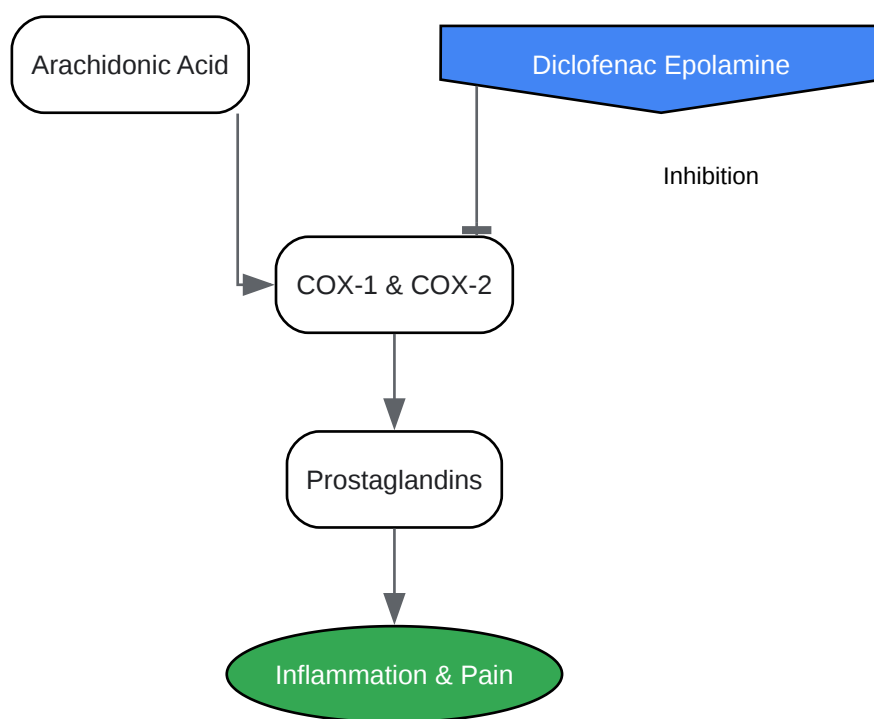 Arachidonic Acid
Diclofenac Epolamine
Inhibition
COX-1 & COX-2
Prostaglandins
Inflammation & Pain